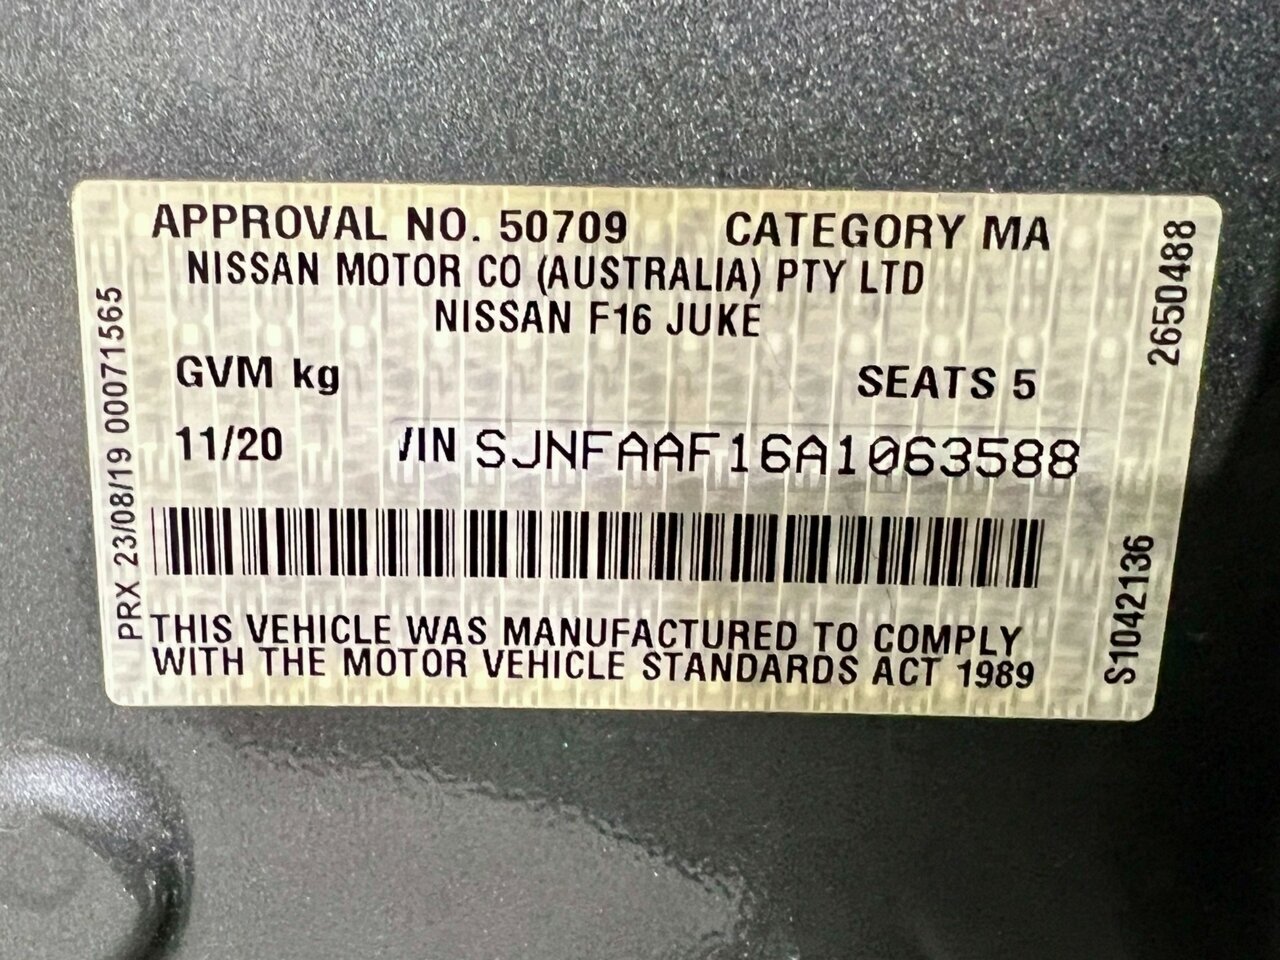 APPROVAL NO. 50709 CATEGORY MA
NISSAN MOTOR CO (AUSTRALIA) PTY LTD
NISSAN F16 JUKE
GVM kg SEATS 5
11/20 VIN SJNFAAF16A1063588
THIS VEHICLE WAS MANUFACTURED TO COMPLY
WITH THE MOTOR VEHICLE STANDARDS ACT 1989
PRX 23/08/19 00071565
265D488
S1042136